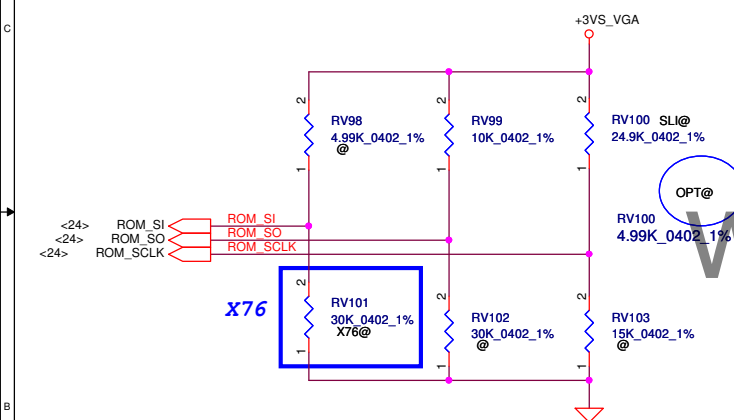 +3VS_VGA
C
2
2
2
RV98
4.99K_0402_1%
@
RV99
10K_0402_1%
RV100 SLI@
24.9K_0402_1%
1
1
1
OPT@
RV100
4.99K_0402_1%
W
<24> ROM_SI ROM_SI
<24> ROM_SO ROM_SO
<24> ROM_SCLK ROM_SCLK
X76
2
2
2
RV101
30K_0402_1%
X76@
RV102
30K_0402_1%
@
RV103
15K_0402_1%
@
1
1
1
B